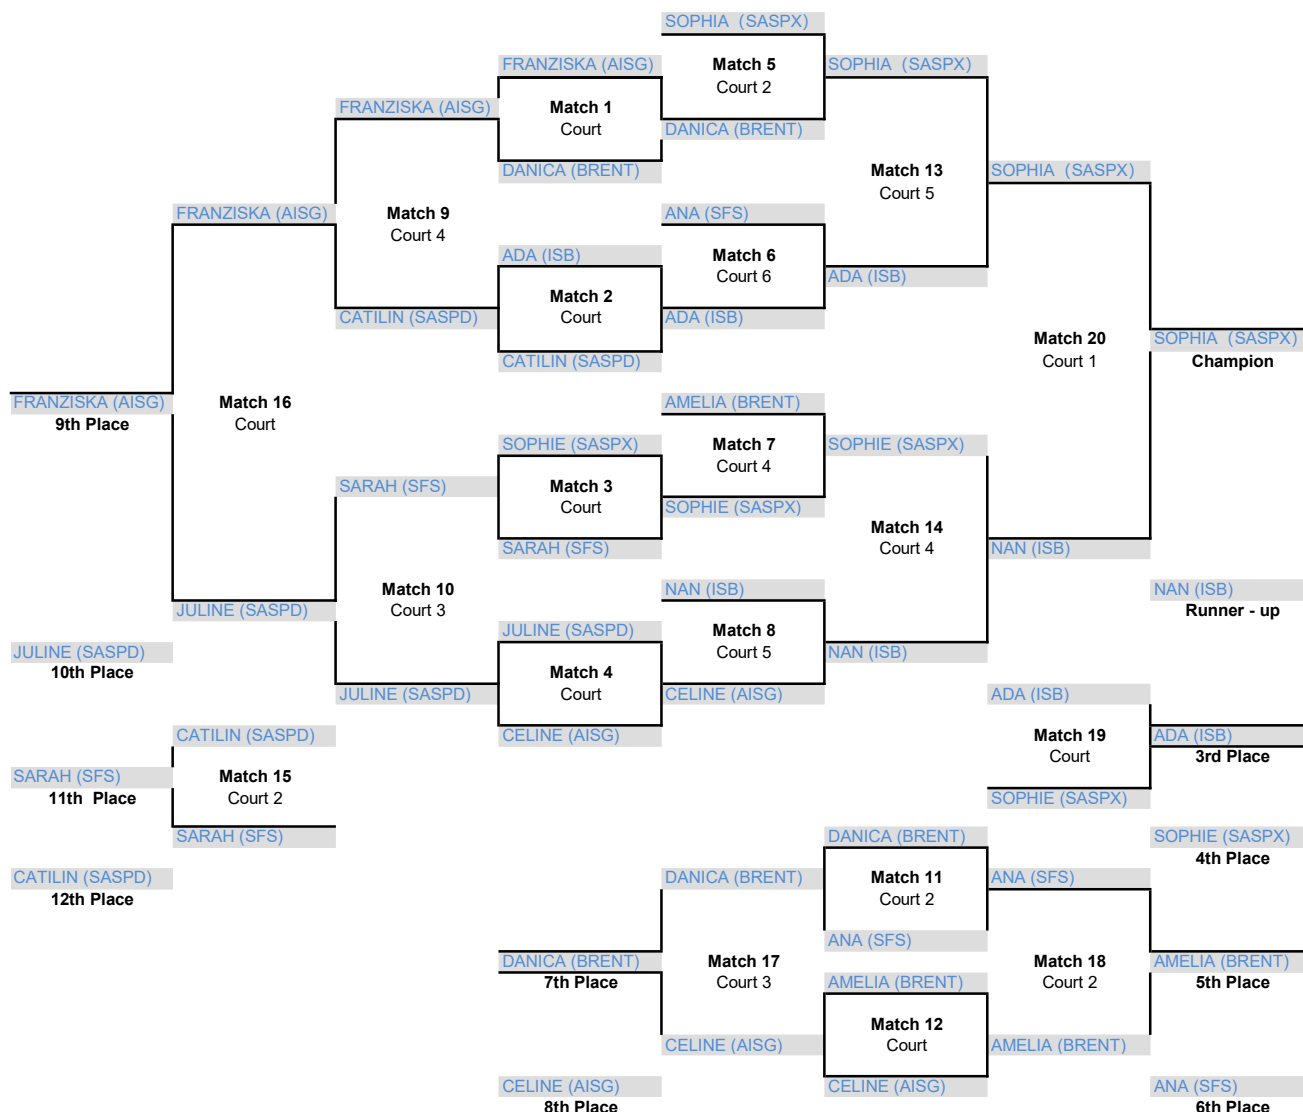 SOPHIA (SASPX)
FRANZISKA (AISG)
Match 5
SOPHIA (SASPX)
Court 2
FRANZISKA (AISG)
Match 1
Court
DANICA (BRENT)
DANICA (BRENT)
Match 13
SOPHIA (SASPX)
Court 5
FRANZISKA (AISG)
Match 9
ANA (SFS)
Court 4
ADA (ISB)
Match 6
Court 6
ADA (ISB)
Match 2
Court
CATILIN (SASPD)
ADA (ISB)
Match 20
SOPHIA (SASPX)
CATILIN (SASPD)
Court 1
Champion
FRANZISKA (AISG)
Match 16
AMELIA (BRENT)
9th Place
Court
SOPHIE (SASPX)
Match 7
SOPHIE (SASPX)
Court 4
SARAH (SFS)
Match 3
Court
SOPHIE (SASPX)
Match 14
SARAH (SFS)
Court 4
NAN (ISB)
Match 10
NAN (ISB)
NAN (ISB)
JULINE (SASPD)
Court 3
Runner - up
JULINE (SASPD)
Match 8
Court 5
JULINE (SASPD)
NAN (ISB)
10th Place
Match 4
Court
JULINE (SASPD)
CELINE (AISG)
ADA (ISB)
CATILIN (SASPD)
CELINE (AISG)
Match 19
ADA (ISB)
Court
3rd Place
SARAH (SFS)
Match 15
11th Place
Court 2
SOPHIE (SASPX)
SARAH (SFS)
DANICA (BRENT)
SOPHIE (SASPX)
4th Place
CATILIN (SASPD)
DANICA (BRENT)
Match 11
ANA (SFS)
12th Place
Court 2
ANA (SFS)
DANICA (BRENT)
Match 17
Match 18
AMELIA (BRENT)
7th Place
Court 3
AMELIA (BRENT)
Court 2
5th Place
Match 12
Court
CELINE (AISG)
AMELIA (BRENT)
CELINE (AISG)
CELINE (AISG)
ANA (SFS)
8th Place
6th Place